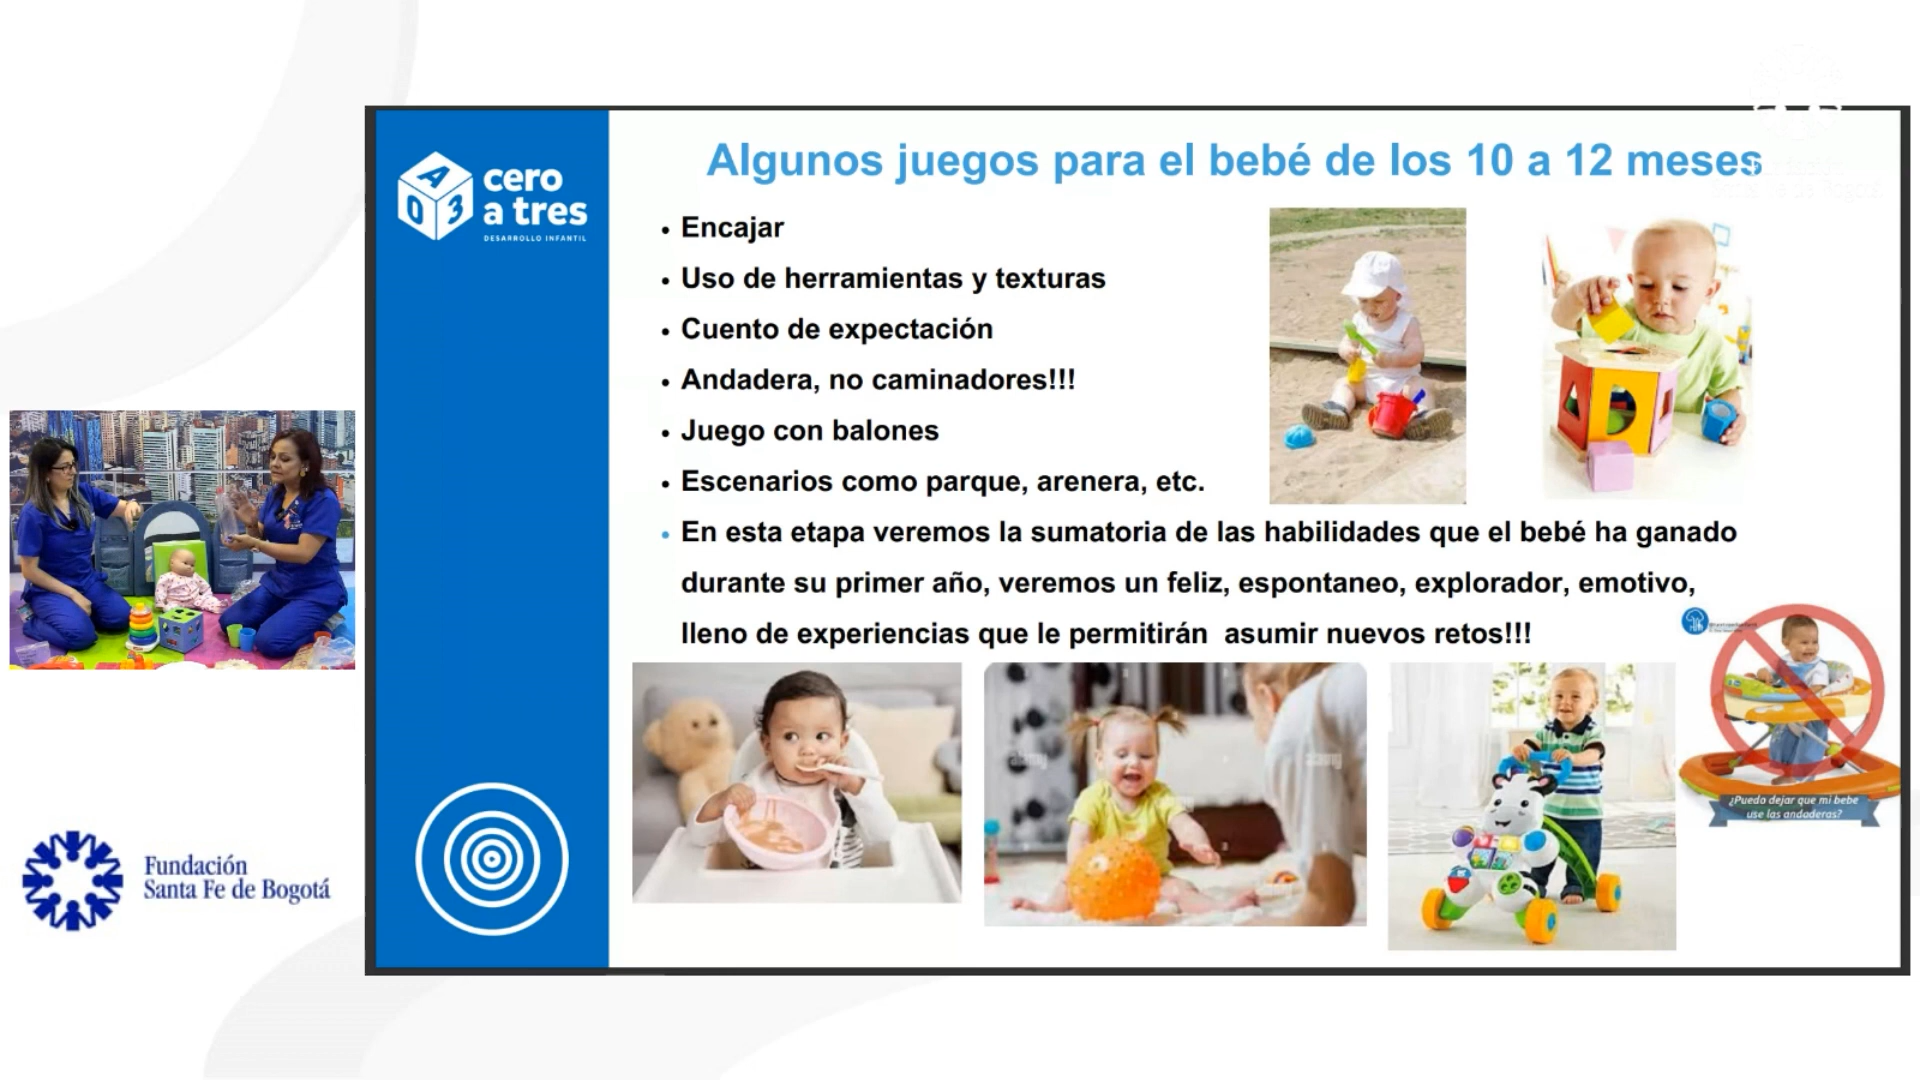 Algunos juegos para el bebé de los 10 a 12 meses
A
0 3
cero
a tres
DESARROLLO INFANTIL
• Encajar
• Uso de herramientas y texturas
• Cuento de expectación
• Andadera, no caminadores!!!
• Juego con balones
• Escenarios como parque, arenera, etc.
• En esta etapa veremos la sumatoria de las habilidades que el bebé ha ganado
durante su primer año, veremos un feliz, espontaneo, explorador, emotivo,
lleno de experiencias que le permitirán asumir nuevos retos!!!
¿Puedo dejar que mi bebe
use las andaderas?
Fundación
Santa Fe de Bogotá